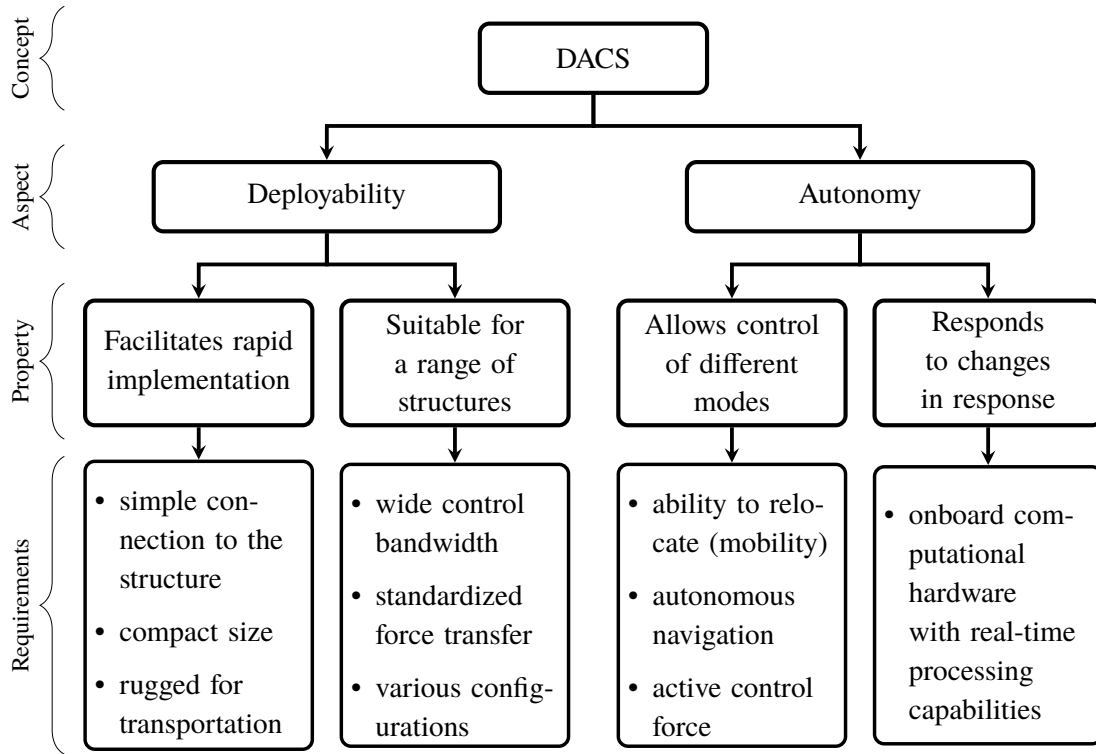 Concept
DACS
Aspect
Deployability
Autonomy
Property
Facilitates rapid
implementation
Suitable for
a range of
structures
Allows control
of different
modes
Responds
to changes
in response
Requirements
• simple con-
nection to the
structure
• compact size
• rugged for
transportation
• wide control
bandwidth
• standardized
force transfer
• various config-
urations
• ability to relo-
cate (mobility)
• autonomous
navigation
• active control
force
• onboard com-
putational
hardware
with real-time
processing
capabilities